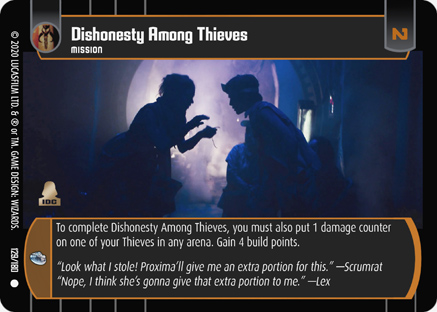 Dishonesty Among Thieves
MISSION
N
IDC
To complete Dishonesty Among Thieves, you must also put 1 damage counter
on one of your Thieves in any arena. Gain 4 build points.
“Look what I stole! Proxima’ll give me an extra portion for this.” —Scrumrat
“Nope, I think she’s gonna give that extra portion to me.” —Lex
© 2020 LUCASFILM LTD. & ® or TM. GAME DESIGN: WIZARDS.
129/180